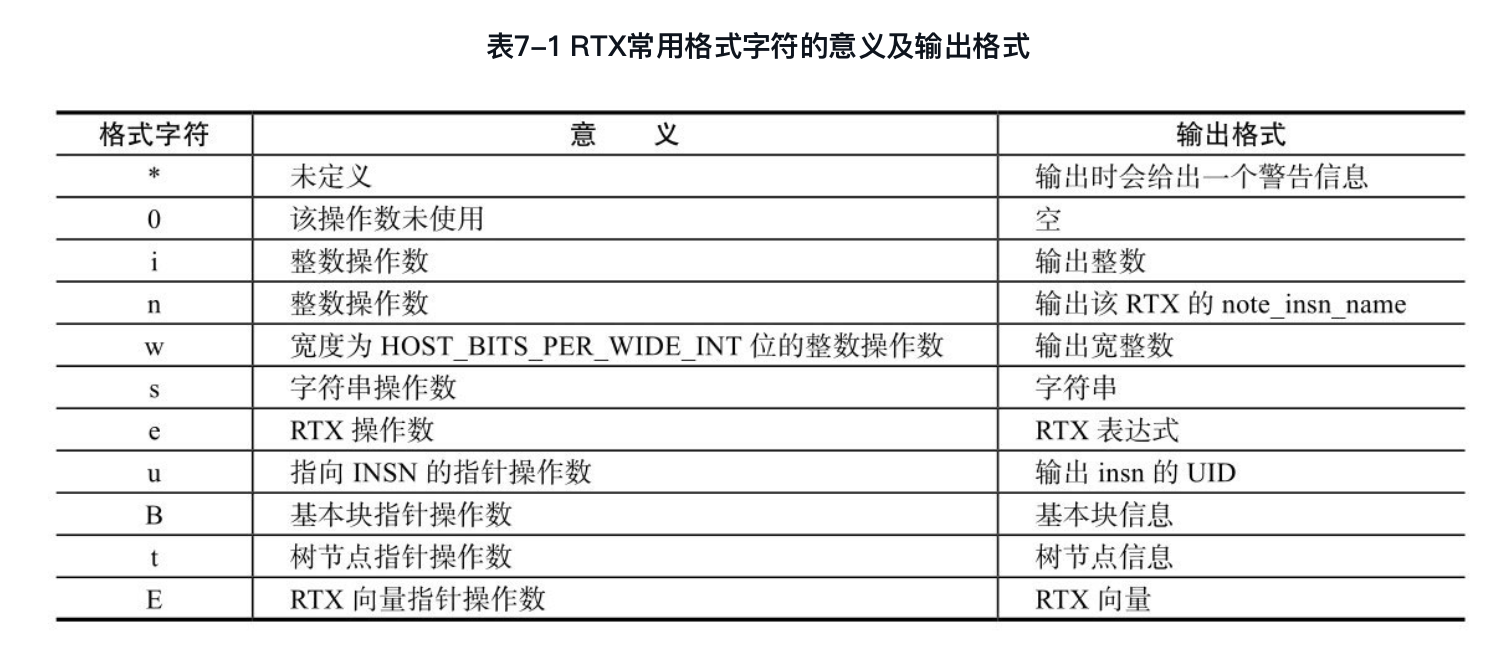 表7-1 RTX常用格式字符的意义及输出格式
格式字符 意 义 输出格式
* 未定义 输出时会给出一个警告信息
0 该操作数未使用 空
i 整数操作数 输出整数
n 整数操作数 输出该 RTX 的 note_insn_name
w 宽度为 HOST_BITS_PER_WIDE_INT 位的整数操作数 输出宽整数
s 字符串操作数 字符串
e RTX 操作数 RTX 表达式
u 指向 INSN 的指针操作数 输出 insn 的 UID
B 基本块指针操作数 基本块信息
t 树节点指针操作数 树节点信息
E RTX 向量指针操作数 RTX 向量